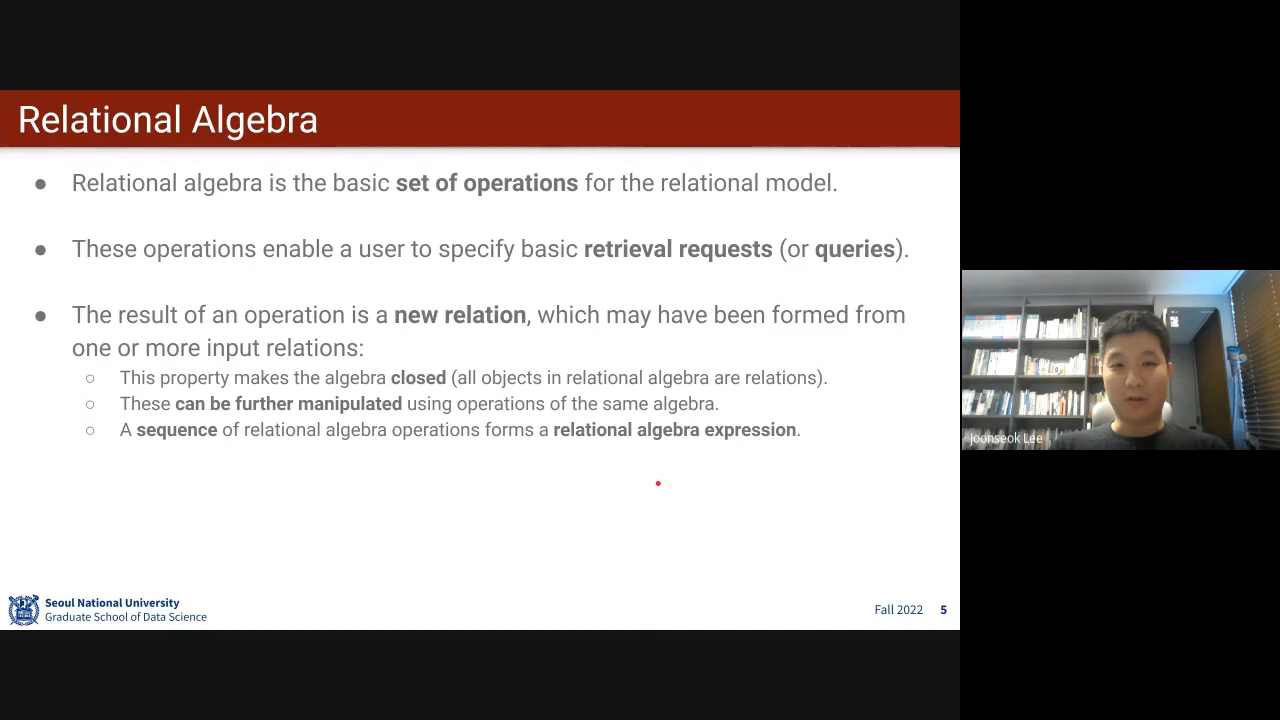 Relational Algebra
● Relational algebra is the basic set of operations for the relational model.
● These operations enable a user to specify basic retrieval requests (or queries).
● The result of an operation is a new relation, which may have been formed from
one or more input relations:
○ This property makes the algebra closed (all objects in relational algebra are relations).
○ These can be further manipulated using operations of the same algebra.
○ A sequence of relational algebra operations forms a relational algebra expression.
Joonseok Lee
Seoul National University
Graduate School of Data Science
Fall 2022 5